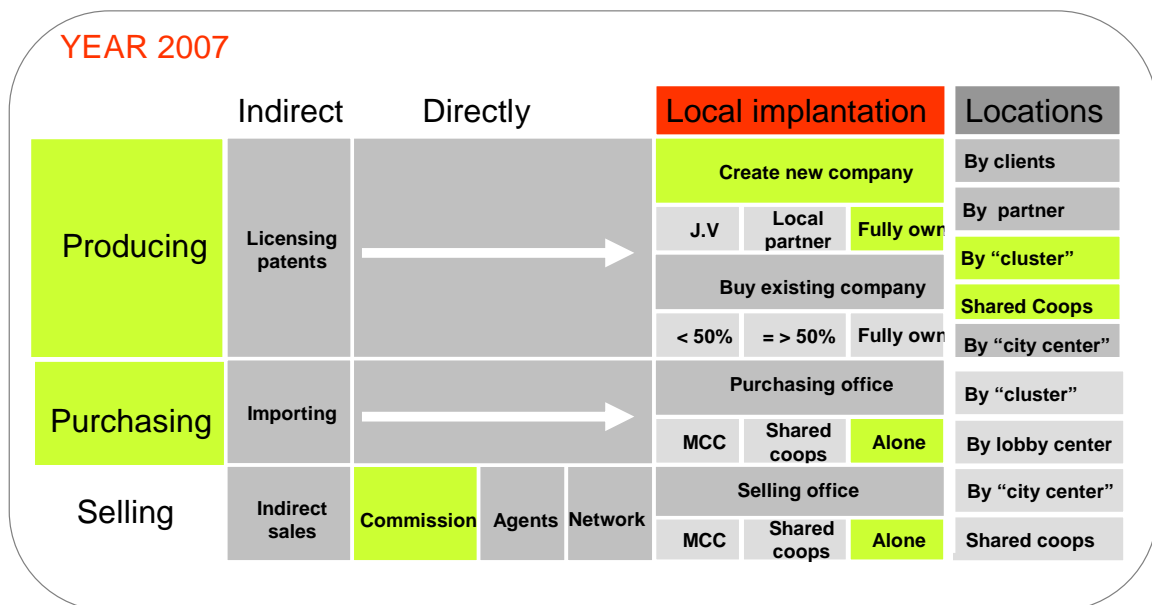 YEAR 2007
Indirect
Directly
Local implantation
Locations
Producing
Licensing
patents
Create new company
J.V
Local
partner
Fully own
Buy existing company
< 50%
= > 50%
Fully own
By clients
By partner
By “cluster”
Shared Coops
By “city center”
Purchasing
Importing
Purchasing office
MCC
Shared
coops
Alone
By “cluster”
By lobby center
Selling
Indirect
sales
Commission
Agents
Network
Selling office
MCC
Shared
coops
Alone
By “city center”
Shared coops